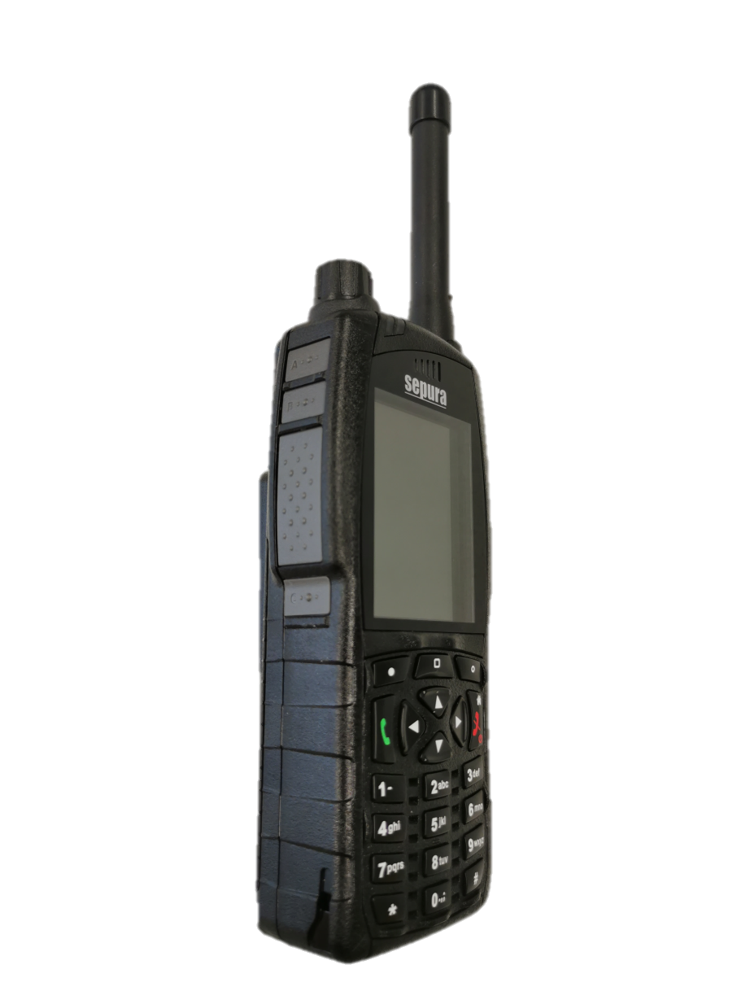 sepura
1-
2abc
3def
4ghi
5jkl
6mno
7pqrs
8tuv
9wxyz
*
0
#